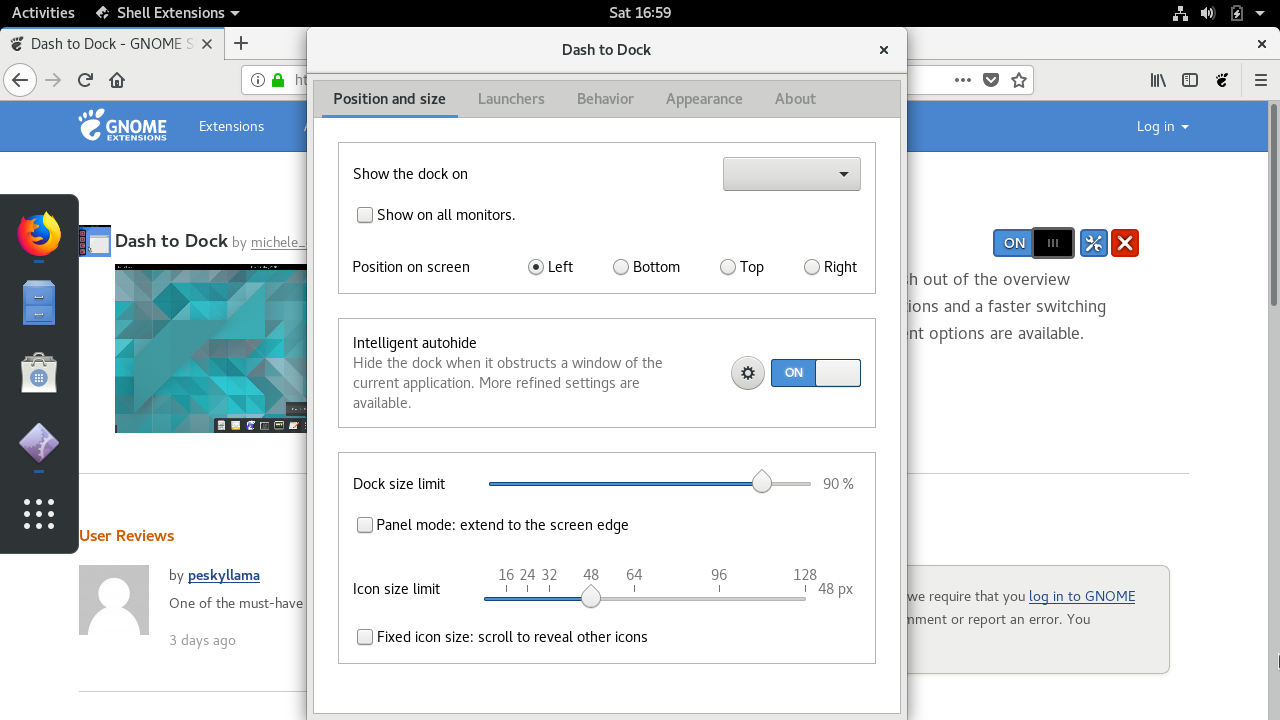 Activities
Shell Extensions
Sat 16:59
Dash to Dock - GNOME S
Dash to Dock
ht
Position and size
Launchers
Behavior
Appearance
About
GNOME
EXTENSIONS
Extensions
Log in
Show the dock on
Show on all monitors.
Position on screen
Left
Bottom
Top
Right
Dash to Dock by michele_
ON
sh out of the overview
tions and a faster switching
ent options are available.
Intelligent autohide
Hide the dock when it obstructs a window of the
current application. More refined settings are
available.
ON
Dock size limit
90 %
Panel mode: extend to the screen edge
16 24 32 48 64 96 128
Icon size limit
48 px
Fixed icon size: scroll to reveal other icons
User Reviews
by peskyllama
One of the must-have
3 days ago
we require that you log in to GNOME
mment or report an error. You